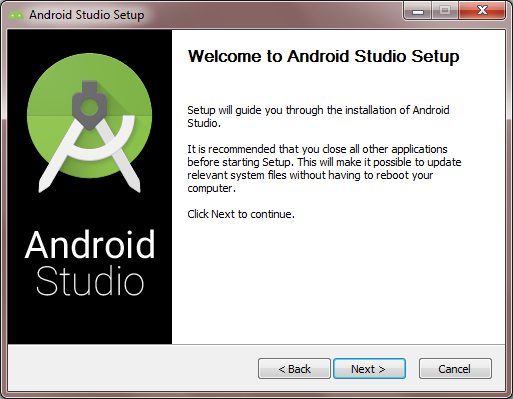 Android Studio Setup
Welcome to Android Studio Setup
Setup will guide you through the installation of Android
Studio.
It is recommended that you close all other applications
before starting Setup. This will make it possible to update
relevant system files without having to reboot your
computer.
Click Next to continue.
Android
Studio
< Back
Next >
Cancel